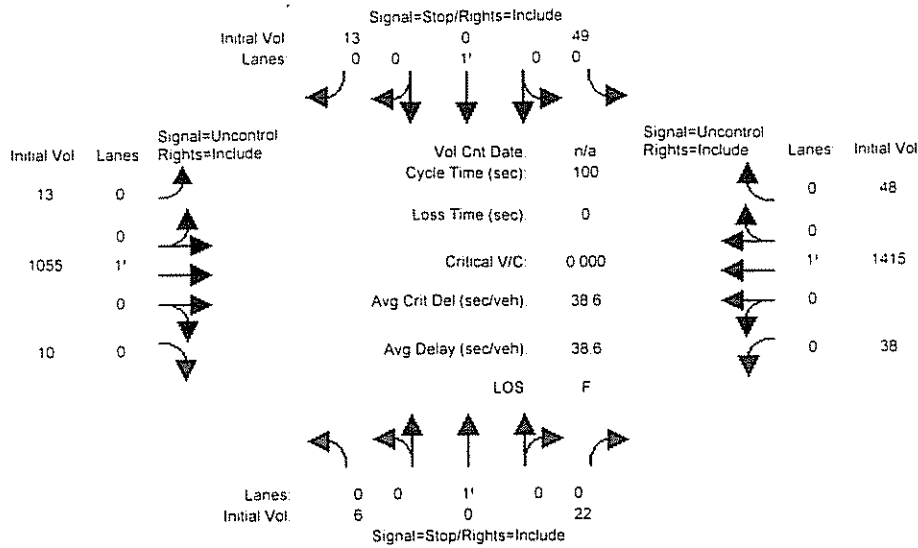 Signal=Stop/Rights=Include
Initial Vol 13 0 49
Lanes: 0 0 1! 0 0
Signal=Uncontrol
Initial Vol Lanes Rights=Include
13 0
0
1055 1!
0
10 0
Vol Cnt Date: n/a
Cycle Time (sec): 100
Loss Time (sec): 0
Critical V/C: 0.000
Avg Crit Del (sec/veh): 38.6
Avg Delay (sec/veh): 38.6
LOS F
Signal=Uncontrol
Rights=Include Lanes: Initial Vol
0 48
0
1! 1415
0
0 38
Lanes: 0 0 1! 0 0
Initial Vol: 6 0 22
Signal=Stop/Rights=Include